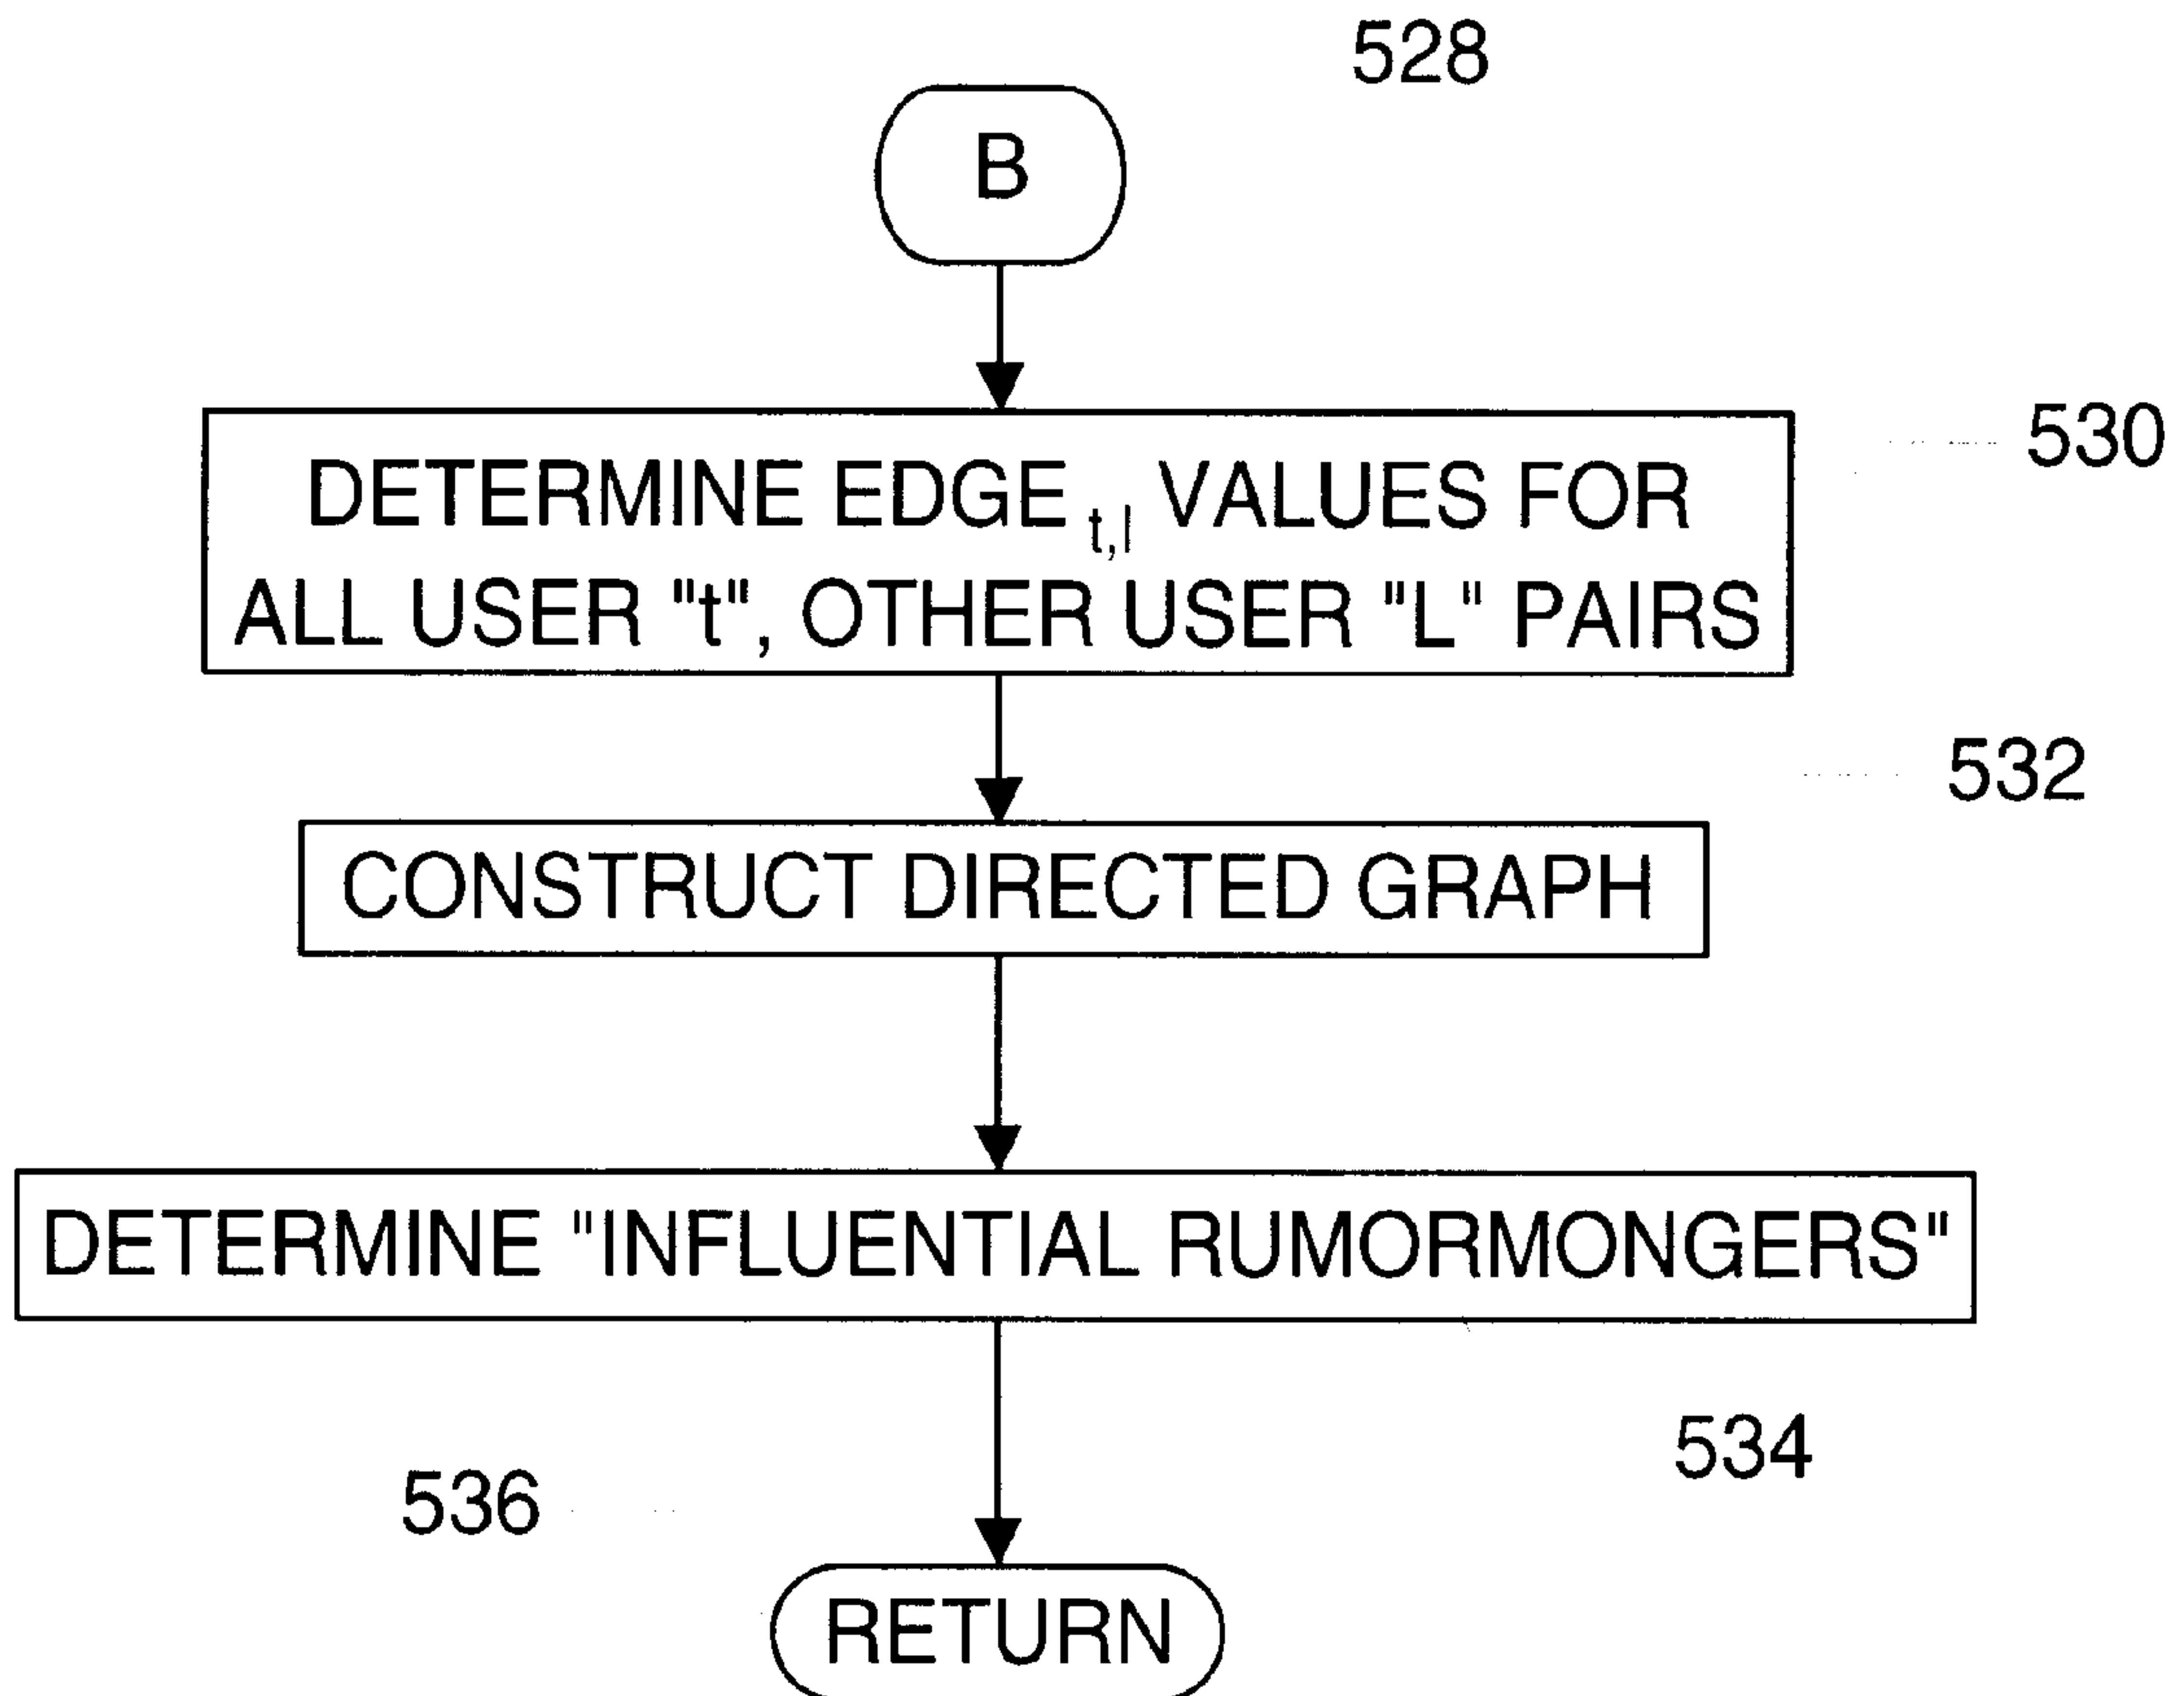 528
B
530
DETERMINE EDGE t,l VALUES FOR
ALL USER "t", OTHER USER "L" PAIRS
532
CONSTRUCT DIRECTED GRAPH
DETERMINE "INFLUENTIAL RUMORMONGERS"
534
536
RETURN